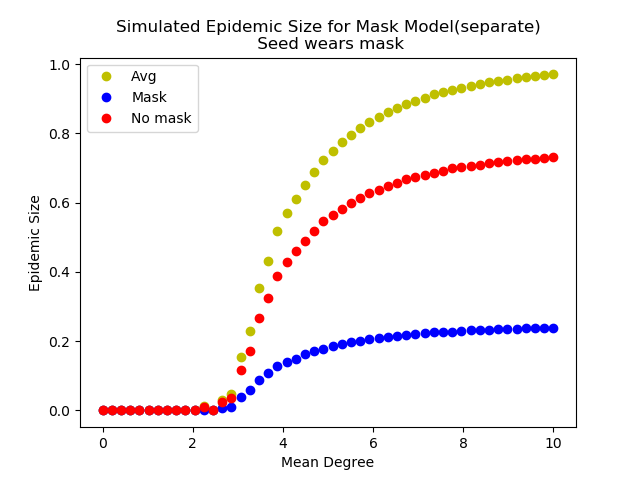 Simulated Epidemic Size for Mask Model(separate)
Seed wears mask
Avg
Mask
No mask
Epidemic Size
1.0
0.8
0.6
0.4
0.2
0.0
0 2 4 6 8 10
Mean Degree